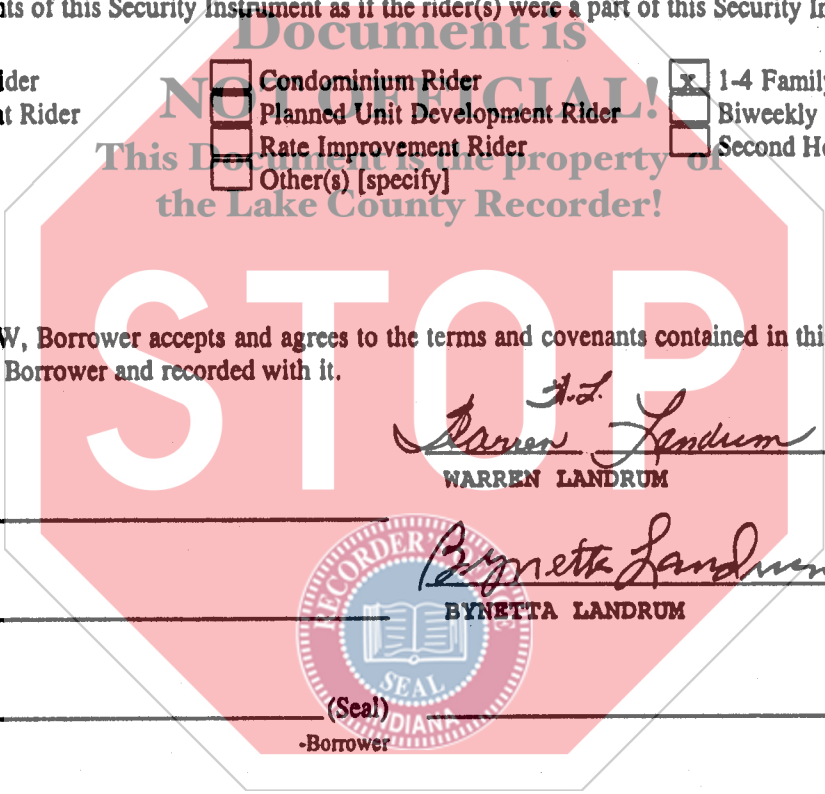 ts of this Security Instrument as if the rider(s) were a part of this Security In
Document is
NOT OFFICIAL!
This Document is the property of
the Lake County Recorder!
ider
Condominium Rider
x 1-4 Family
t Rider
Planned Unit Development Rider
Biweekly
Rate Improvement Rider
Second Ho
Other(s) [specify]
STOP
W, Borrower accepts and agrees to the terms and covenants contained in thi
Borrower and recorded with it.
Warren Landrum
WARREN LANDRUM
Bynetta Landrum
BYNETTA LANDRUM
RECORDER'S OFFICE
SEAL
INDIANA
(Seal)
-Borrower